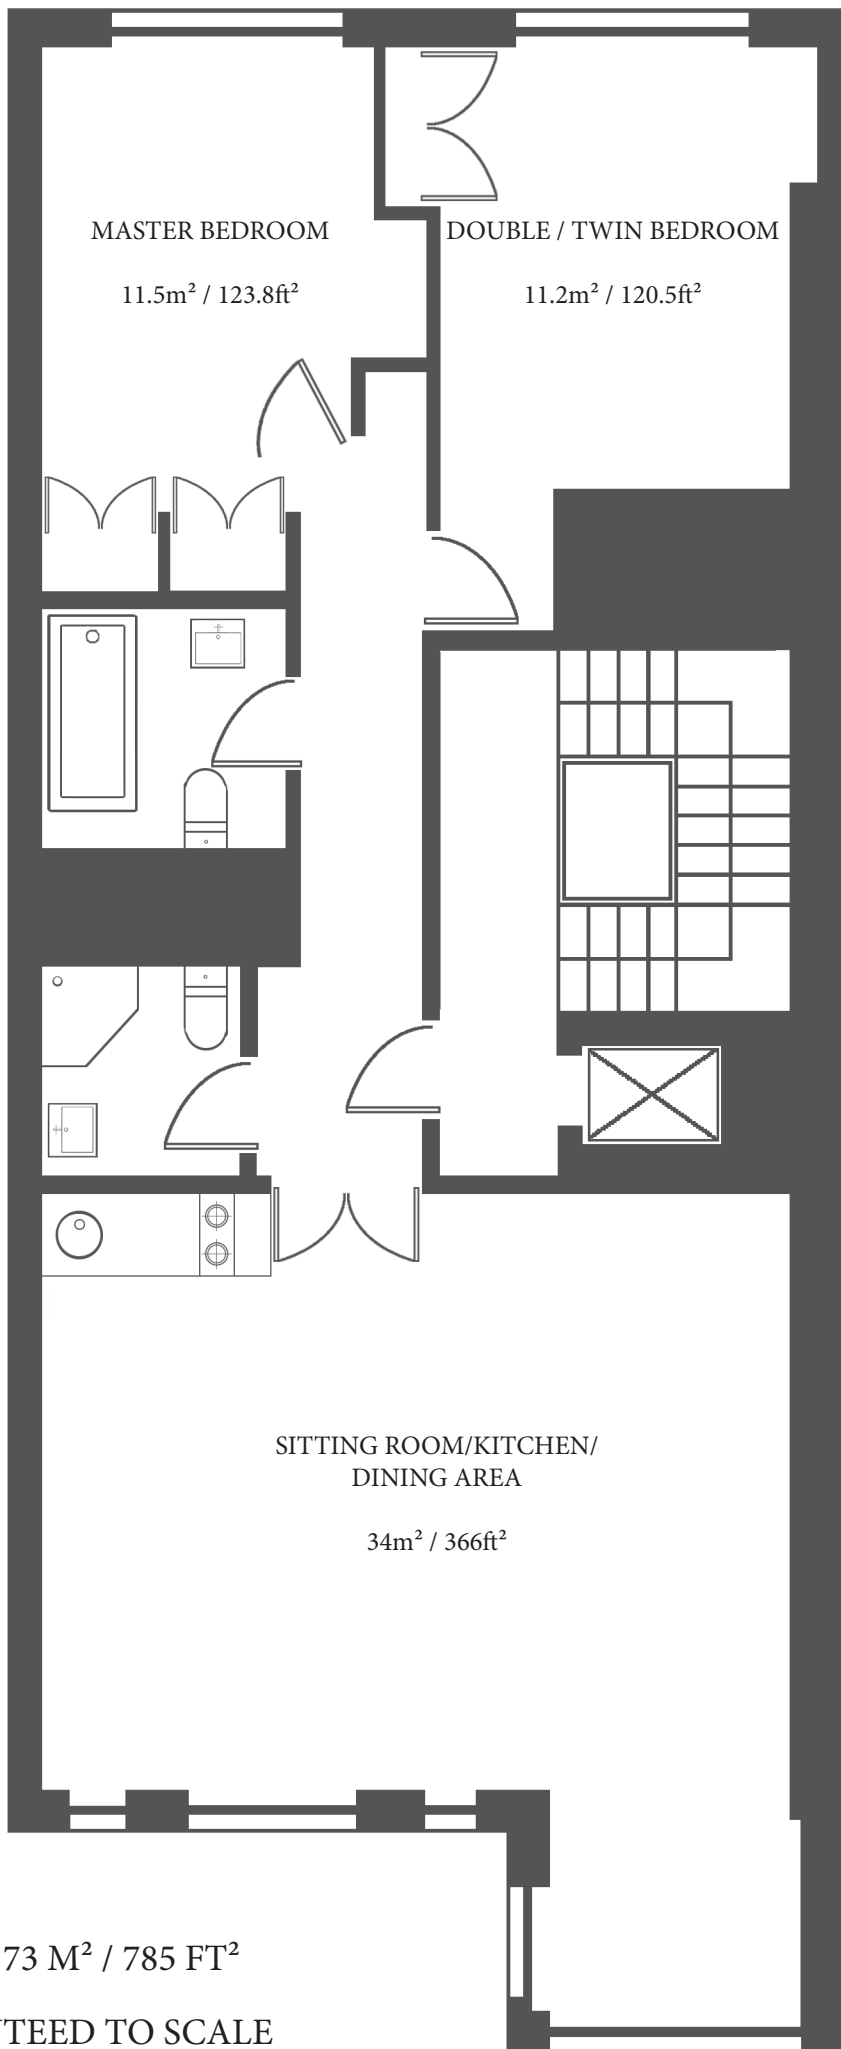 MASTER BEDROOM
11.5m² / 123.8ft²
DOUBLE / TWIN BEDROOM
11.2m² / 120.5ft²
SITTING ROOM/KITCHEN/
DINING AREA
34m² / 366ft²
73 M² / 785 FT²
TO SCALE